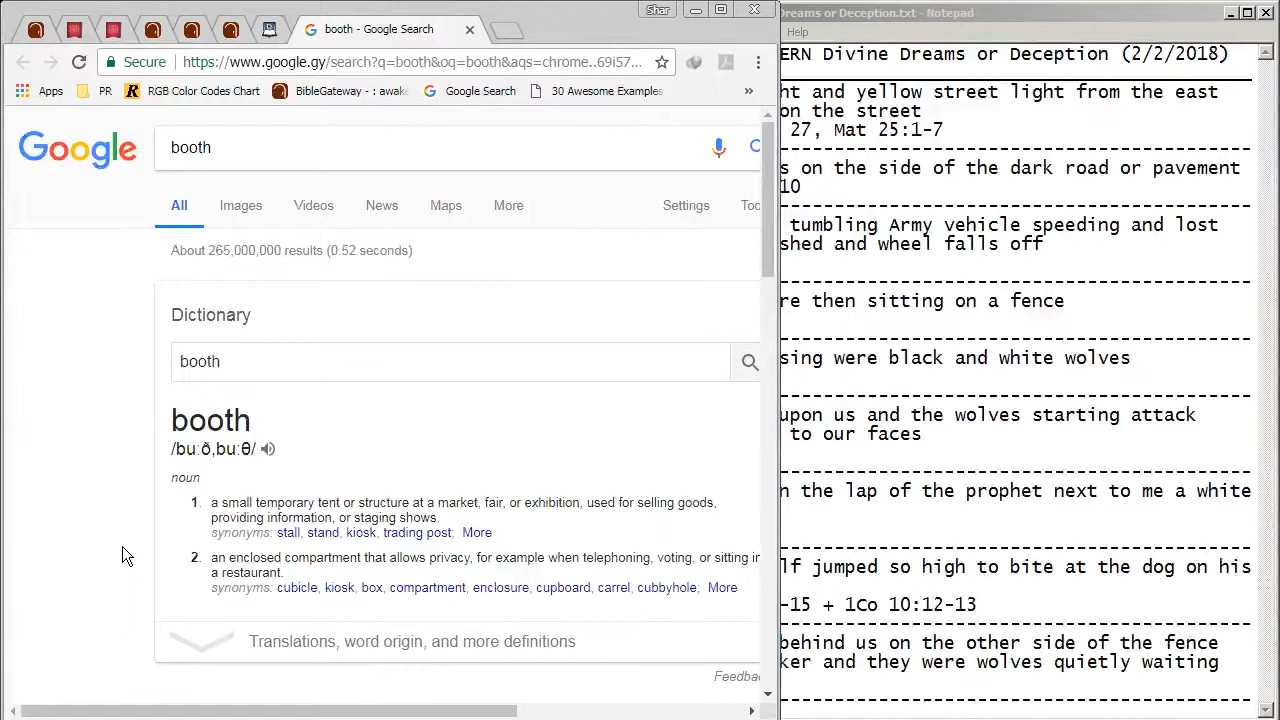 Shar
booth - Google Search
Secure
https://www.google.gy/search?q=booth&oq=booth&aqs=chrome..69i57...
Apps
PR
RGB Color Codes Chart
BibleGateway - : awak
Google Search
30 Awesome Examples
»
Google
booth
All
Images
Videos
News
Maps
More
Settings
Too
About 265,000,000 results (0.52 seconds)
Dictionary
booth
booth
/buːð,buːθ/
noun
1. a small temporary tent or structure at a market, fair, or exhibition, used for selling goods,
providing information, or staging shows.
synonyms: stall, stand, kiosk, trading post; More
2. an enclosed compartment that allows privacy, for example when telephoning, voting, or sitting in
a restaurant.
synonyms: cubicle, kiosk, box, compartment, enclosure, cupboard, carrel, cubbyhole; More
Translations, word origin, and more definitions
Feedba
Dreams or Deception.txt - Notepad
Help
ERN Divine Dreams or Deception (2/2/2018)
ht and yellow street light from the east
on the street
27, Mat 25:1-7
s on the side of the dark road or pavement
10
tumbling Army vehicle speeding and lost
shed and wheel falls off
re then sitting on a fence
sing were black and white wolves
upon us and the wolves starting attack
to our faces
n the lap of the prophet next to me a white
lf jumped so high to bite at the dog on his
-15 + 1Co 10:12-13
behind us on the other side of the fence
ker and they were wolves quietly waiting